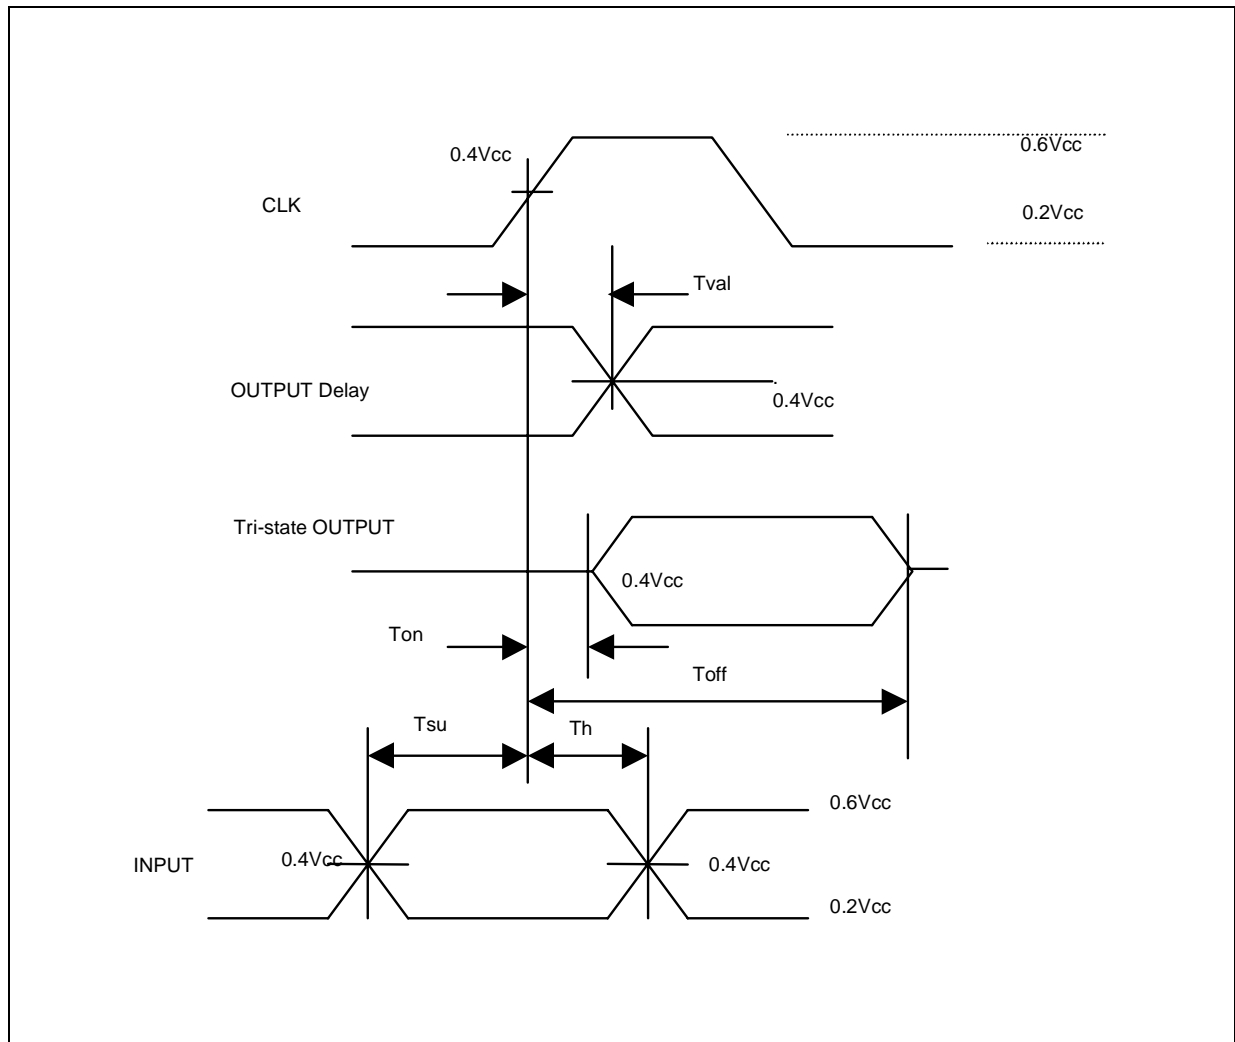 0.4Vcc
0.6Vcc
CLK
0.2Vcc
Tval
OUTPUT Delay
0.4Vcc
Tri-state OUTPUT
0.4Vcc
Ton
Toff
Tsu
Th
0.6Vcc
INPUT
0.4Vcc
0.4Vcc
0.2Vcc